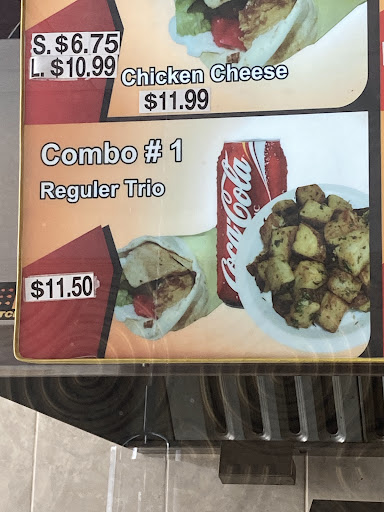 S. $6.75
L. $10.99
Chicken Cheese
$11.99
Combo # 1
Reguler Trio
Coca-Cola
$11.50